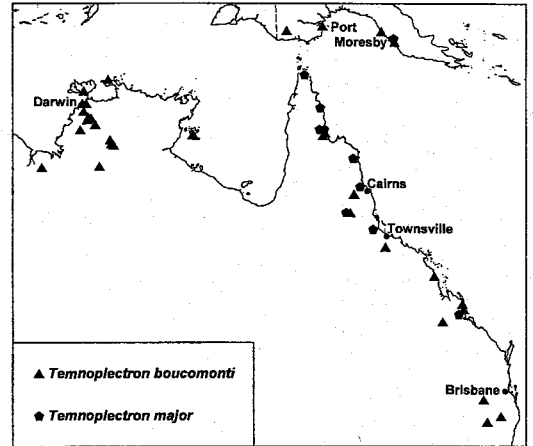 Port
Moresby
Darwin
Cairns
Townsville
Brisbane
Temnoplectron boucomonti
Temnoplectron major